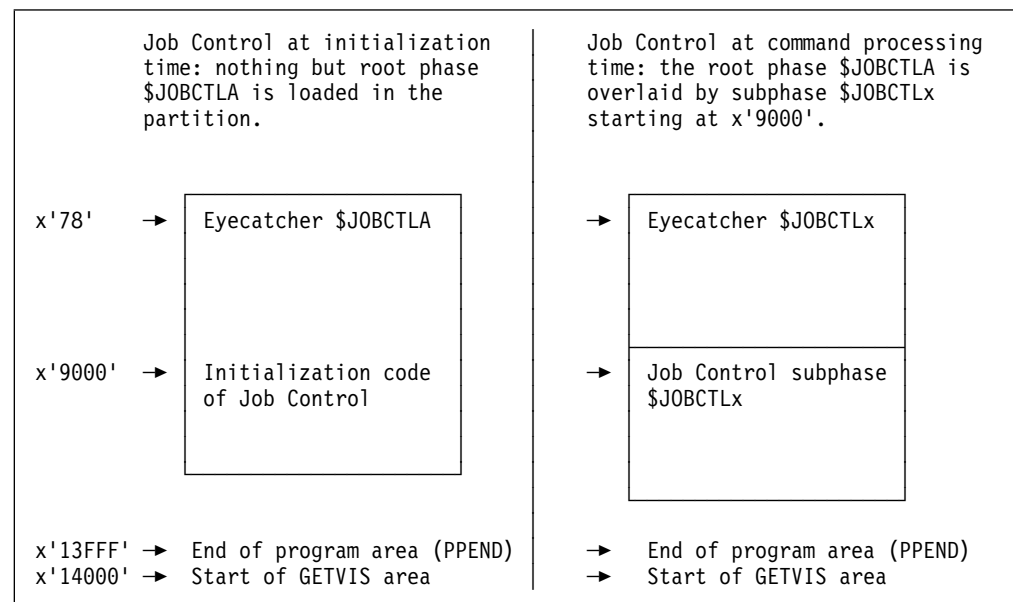 Job Control at initialization
time: nothing but root phase
$JOBCTLA is loaded in the
partition.
Job Control at command processing
time: the root phase $JOBCTLA is
overlaid by subphase $JOBCTLx
starting at x'9000'.
x'78' → Eyecatcher $JOBCTLA
→ Eyecatcher $JOBCTLx
x'9000' → Initialization code
of Job Control
→ Job Control subphase
$JOBCTLx
x'13FFF' → End of program area (PPEND)
x'14000' → Start of GETVIS area
→ End of program area (PPEND)
→ Start of GETVIS area